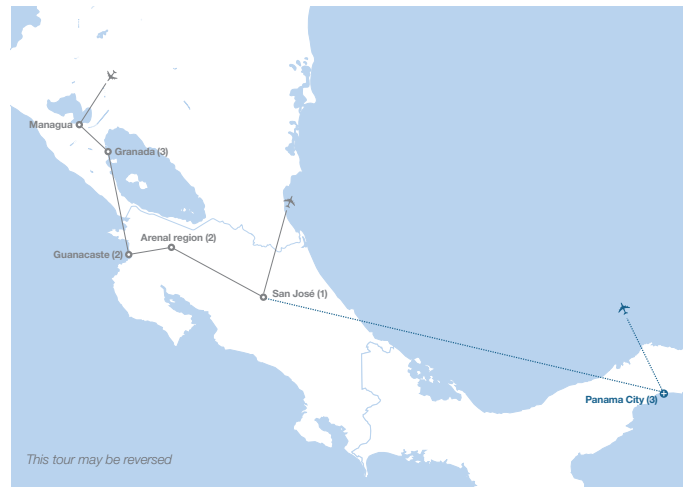 Managua
Granada (3)
Arenal region (2)
Guanacaste (2)
San José (1)
Panama City (3)
This tour may be reversed